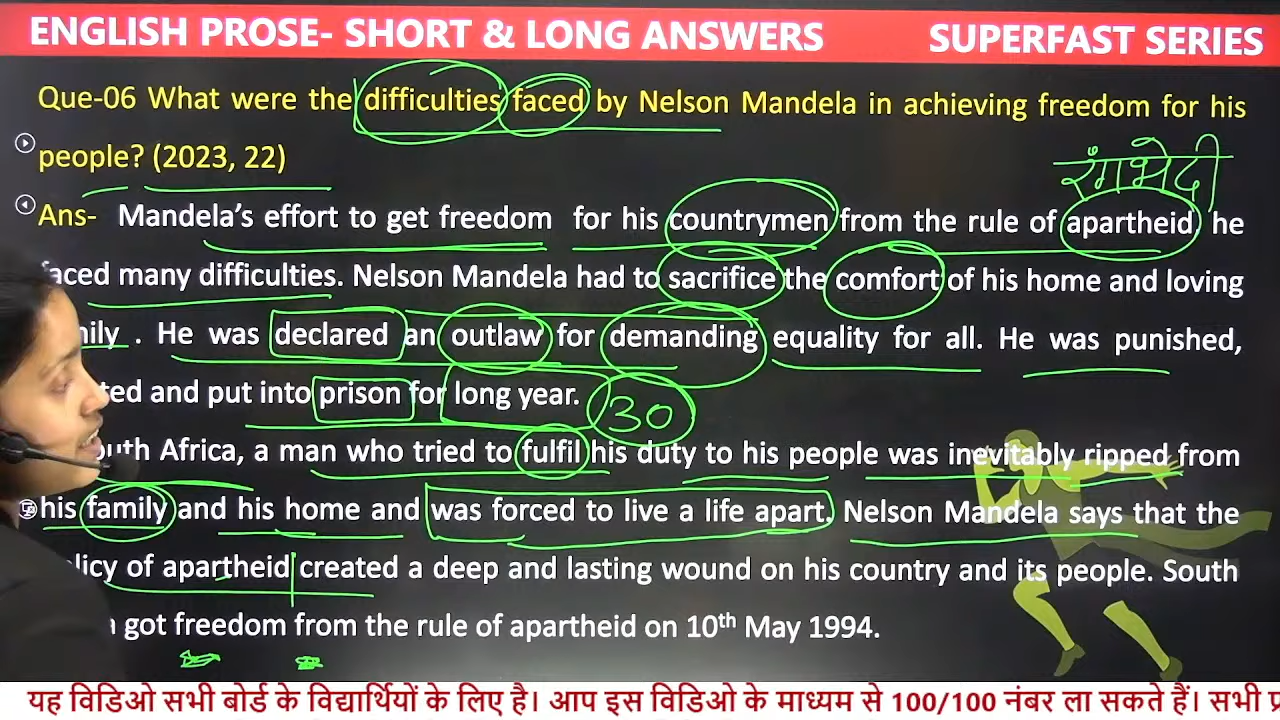 ENGLISH PROSE- SHORT & LONG ANSWERS SUPERFAST SERIES
Que-06 What were the difficulties faced by Nelson Mandela in achieving freedom for his
people? (2023, 22)
रंगभेदी
Ans- Mandela's effort to get freedom for his countrymen from the rule of apartheid, he
faced many difficulties. Nelson Mandela had to sacrifice the comfort of his home and loving
. He was declared an outlaw for demanding equality for all. He was punished,
and put into prison for long year. 30
Africa, a man who tried to fulfil his duty to his people was inevitably ripped from
his family and his home and was forced to live a life apart. Nelson Mandela says that the
of apartheid created a deep and lasting wound on his country and its people. South
got freedom from the rule of apartheid on 10th May 1994.
यह विडिओ सभी बोर्ड के विद्यार्थियों के लिए है। आप इस विडिओ के माध्यम से 100/100 नंबर ला सकते हैं। सभी